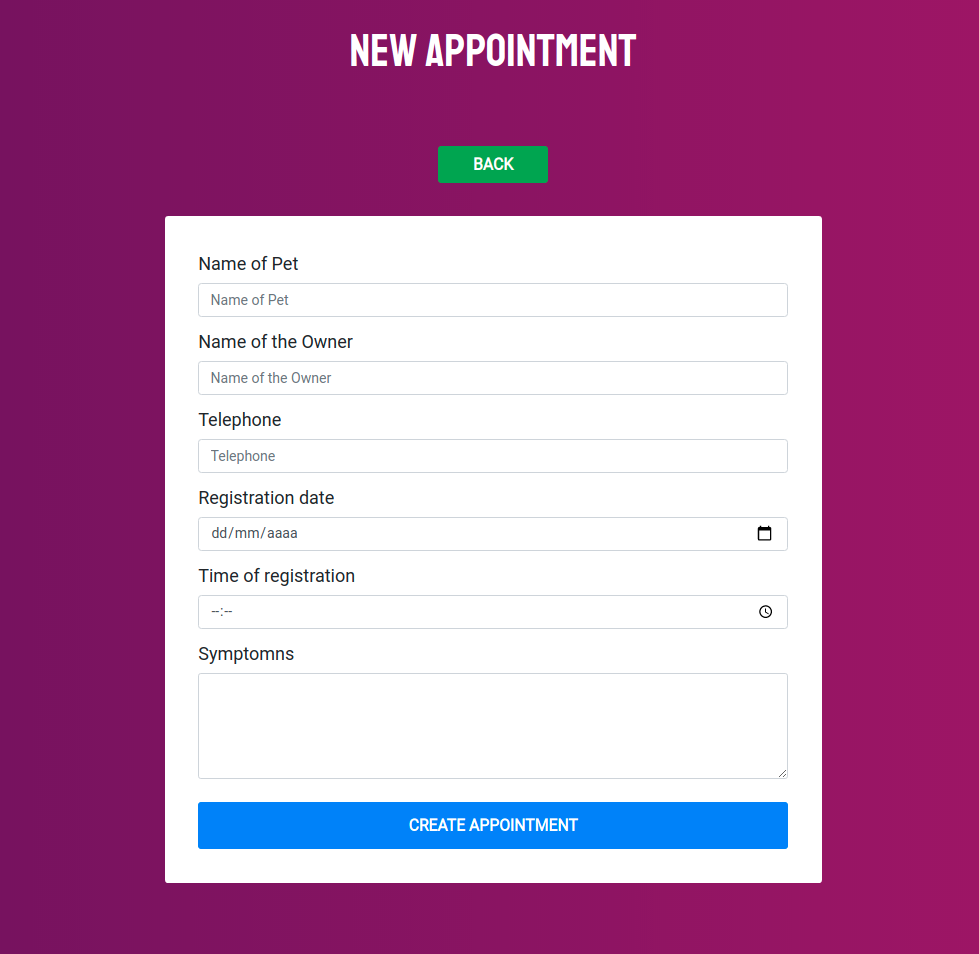 NEW APPOINTMENT
BACK
Name of Pet
Name of Pet
Name of the Owner
Name of the Owner
Telephone
Telephone
Registration date
dd/mm/aaaa
Time of registration
--:--
Symptomns
CREATE APPOINTMENT